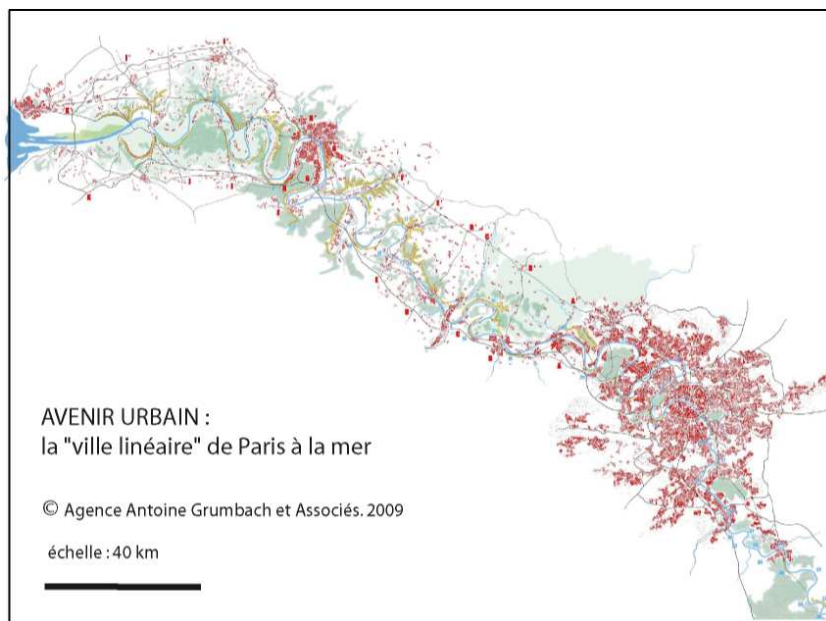 AVENIR URBAIN :
la "ville linéaire" de Paris à la mer
© Agence Antoine Grumbach et Associés. 2009
échelle : 40 km